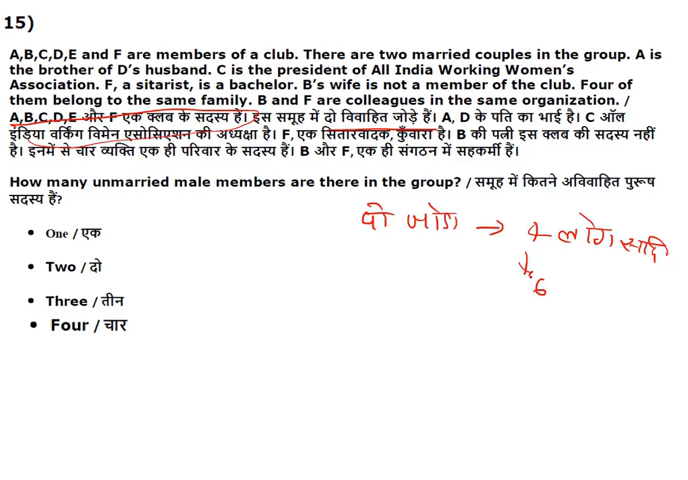 15)
A,B,C,D,E and F are members of a club. There are two married couples in the group. A is
the brother of D's husband. C is the president of All India Working Women's
Association. F, a sitarist, is a bachelor. B's wife is not a member of the club. Four of
them belong to the same family. B and F are colleagues in the same organization. /
A,B,C,D,E और F एक क्लब के सदस्य हैं। इस समूह में दो विवाहित जोड़े हैं। A, D के पति का भाई है। C ऑल
इंडिया वर्किंग विमेन एसोसिएशन की अध्यक्षा है। F, एक सितारवादक, कुँवारा है। B की पत्नी इस क्लब की सदस्य नहीं
है। इनमें से चार व्यक्ति एक ही परिवार के सदस्य हैं। B और F, एक ही संगठन में सहकर्मी हैं।
How many unmarried male members are there in the group? / समूह में कितने अविवाहित पुरूष
सदस्य हैं?
दो जोडा → 4 लोग
6
One / एक
Two / दो
Three / तीन
Four / चार